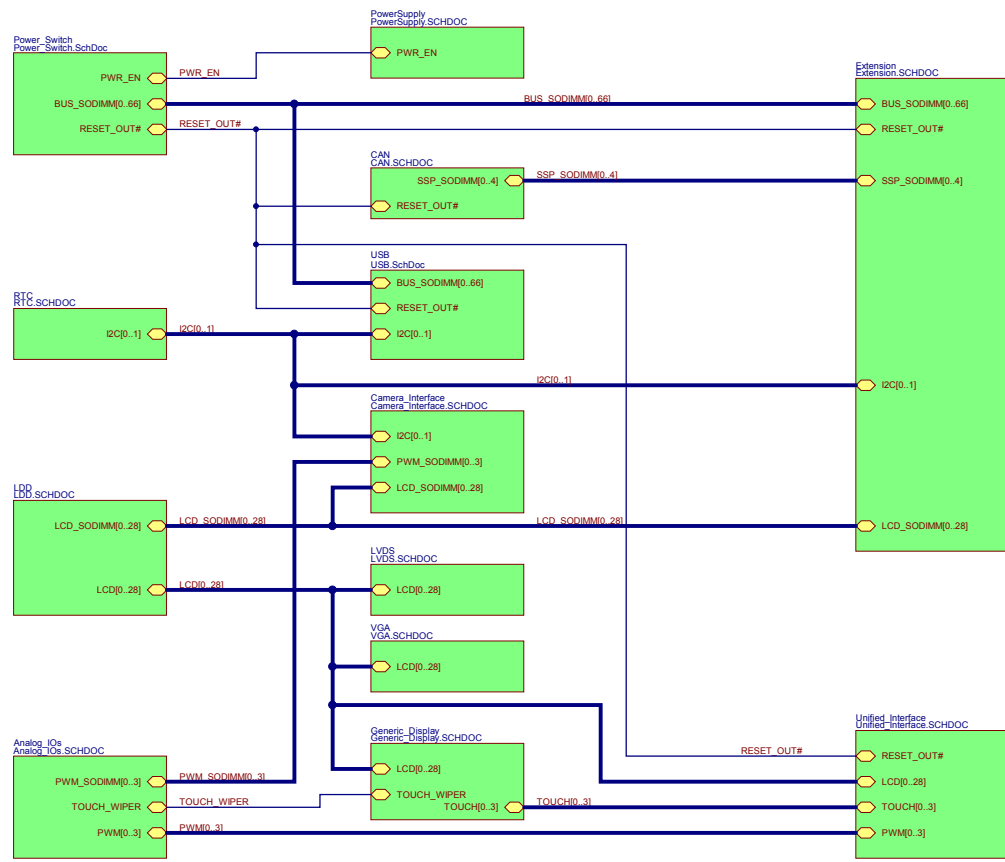 PowerSupply
PowerSupply.SCHDOC
PWR_EN
Power_Switch
Power_Switch.SchDoc
PWR_EN
PWR_EN
BUS_SODIMM[0..66]
RESET_OUT#
RESET_OUT#
BUS_SODIMM[0..66]
Extension
Extension.SCHDOC
BUS_SODIMM[0..66]
RESET_OUT#
SSP_SODIMM[0..4]
I2C[0..1]
LCD_SODIMM[0..28]
CAN
CAN.SCHDOC
SSP_SODIMM[0..4]
SSP_SODIMM[0..4]
RESET_OUT#
USB
USB.SchDoc
BUS_SODIMM[0..66]
RESET_OUT#
I2C[0..1]
RTC
RTC.SCHDOC
I2C[0..1]
I2C[0..1]
I2C[0..1]
Camera_Interface
Camera_Interface.SCHDOC
I2C[0..1]
PWM_SODIMM[0..3]
LCD_SODIMM[0..28]
LDD
LDD.SCHDOC
LCD_SODIMM[0..28]
LCD_SODIMM[0..28]
LCD_SODIMM[0..28]
LCD[0..28]
LCD[0..28]
LVDS
LVDS.SCHDOC
LCD[0..28]
VGA
VGA.SCHDOC
LCD[0..28]
Generic_Display
Generic_Display.SCHDOC
LCD[0..28]
TOUCH_WIPER
TOUCH[0..3]
TOUCH[0..3]
Analog_IOs
Analog_IOs.SCHDOC
PWM_SODIMM[0..3]
PWM_SODIMM[0..3]
TOUCH_WIPER
TOUCH_WIPER
PWM[0..3]
PWM[0..3]
RESET_OUT#
Unified_Interface
Unified_Interface.SCHDOC
RESET_OUT#
LCD[0..28]
TOUCH[0..3]
PWM[0..3]